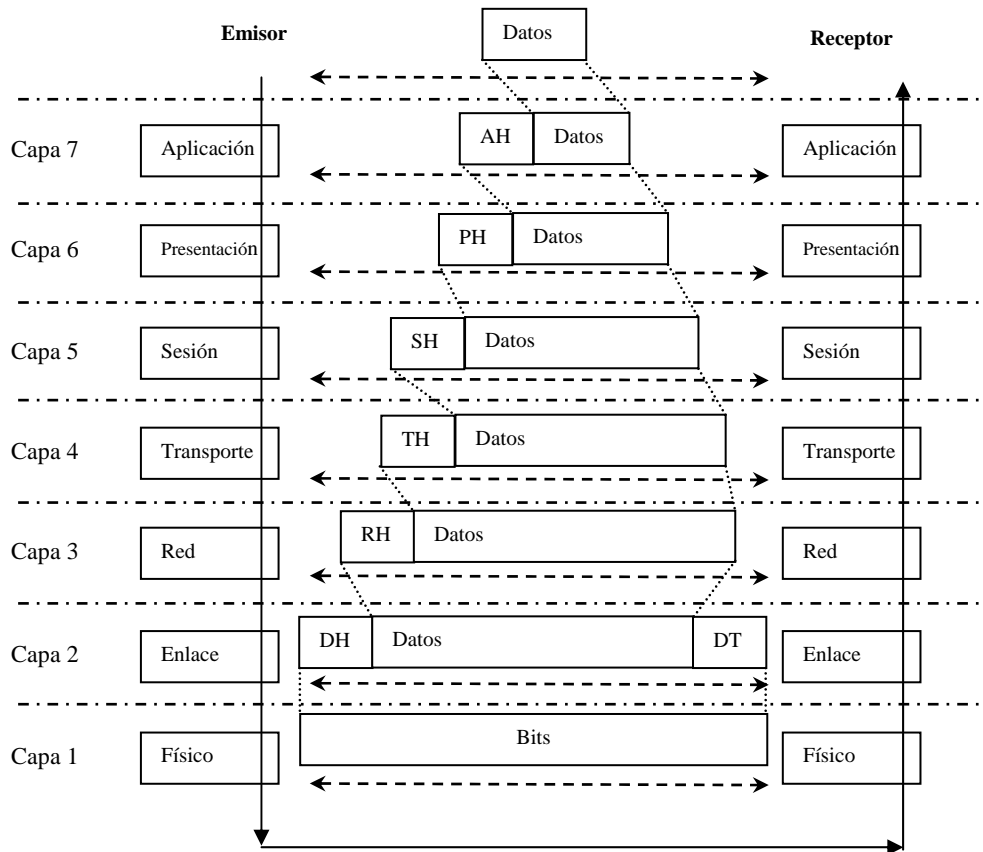 Emisor
Datos
Receptor
Capa 7
Aplicación
AH
Datos
Aplicación
Capa 6
Presentación
PH
Datos
Presentación
Capa 5
Sesión
SH
Datos
Sesión
Capa 4
Transporte
TH
Datos
Transporte
Capa 3
Red
RH
Datos
Red
Capa 2
Enlace
DH
Datos
DT
Enlace
Capa 1
Físico
Bits
Físico